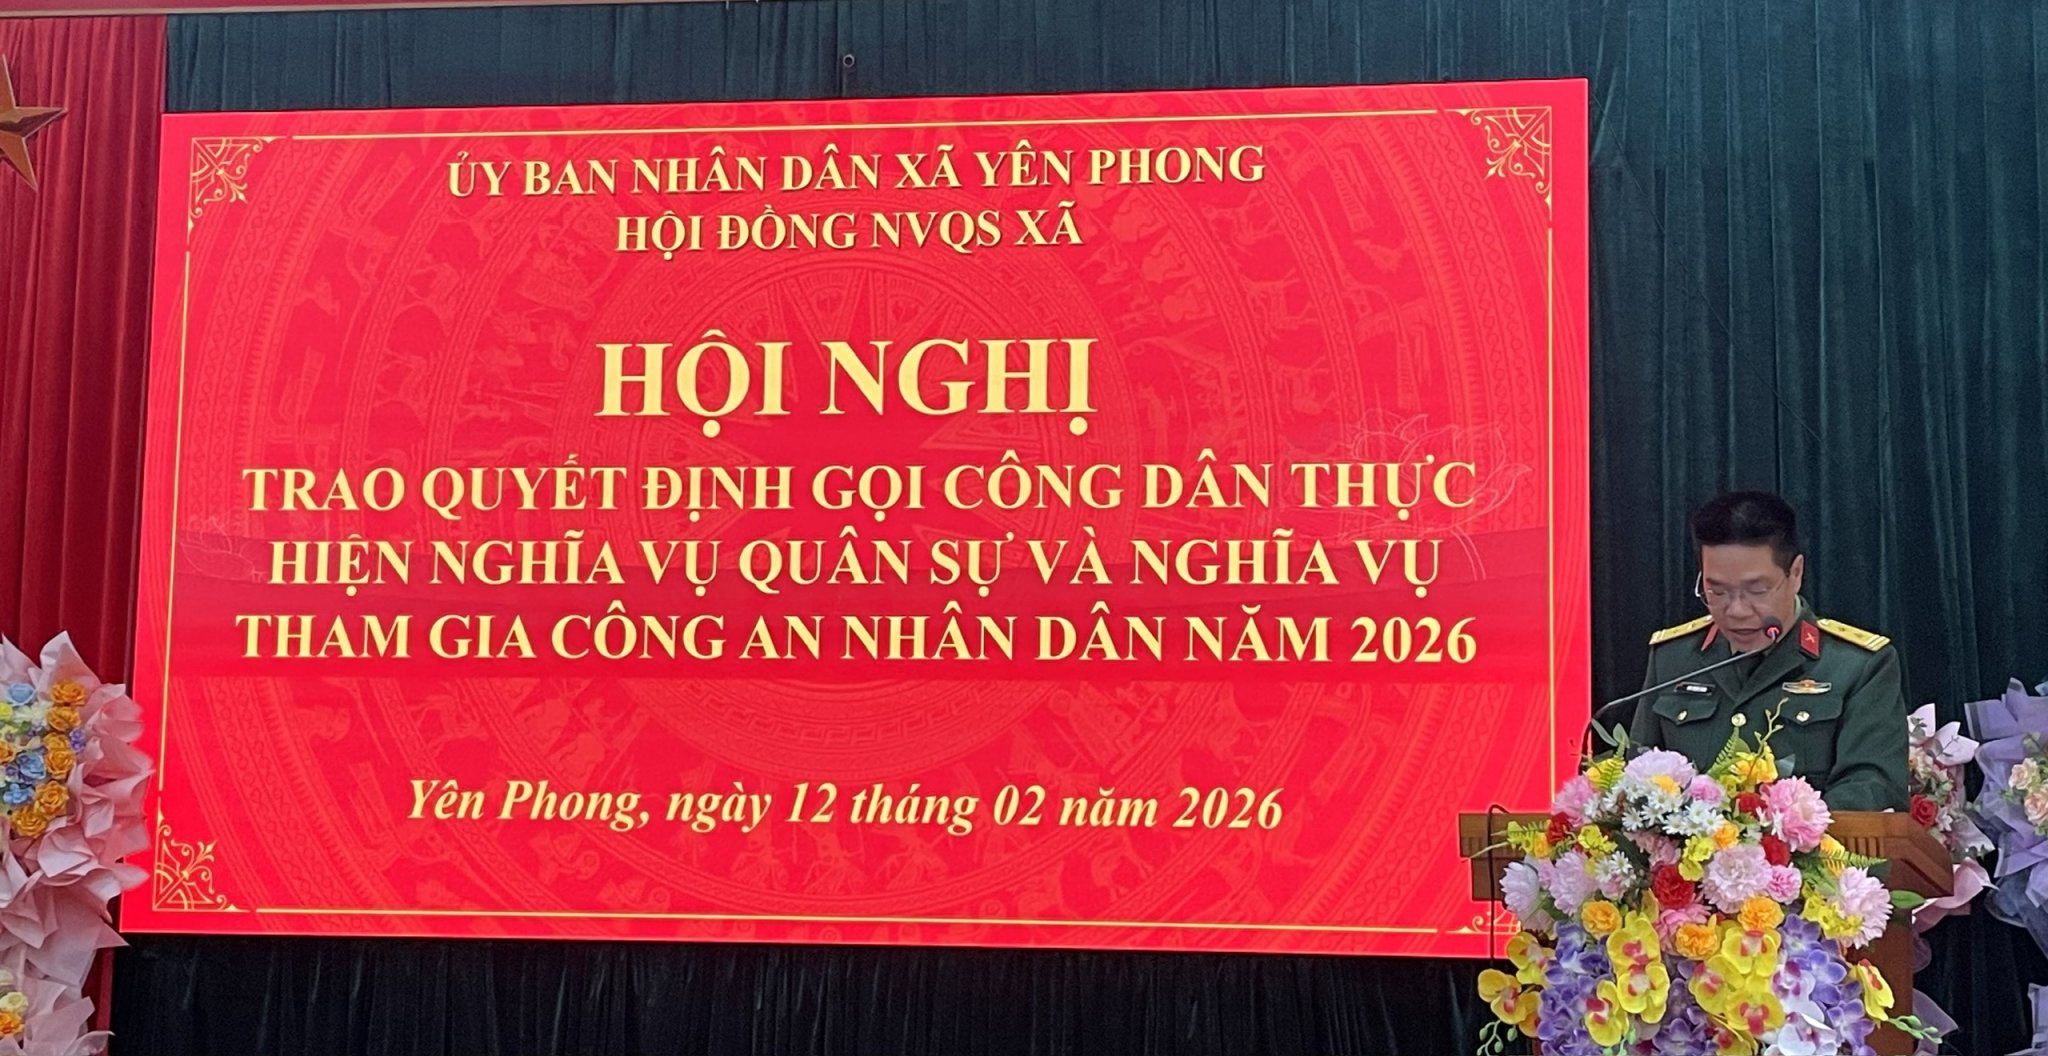 ỦY BAN NHÂN DÂN XÃ YÊN PHONG
HỘI ĐỒNG NVQS XÃ
HỘI NGHỊ
TRAO QUYẾT ĐỊNH GỌI CÔNG DÂN THỰC
HIỆN NGHĨA VỤ QUÂN SỰ VÀ NGHĨA VỤ
THAM GIA CÔNG AN NHÂN DÂN NĂM 2026
Yên Phong, ngày 12 tháng 02 năm 2026